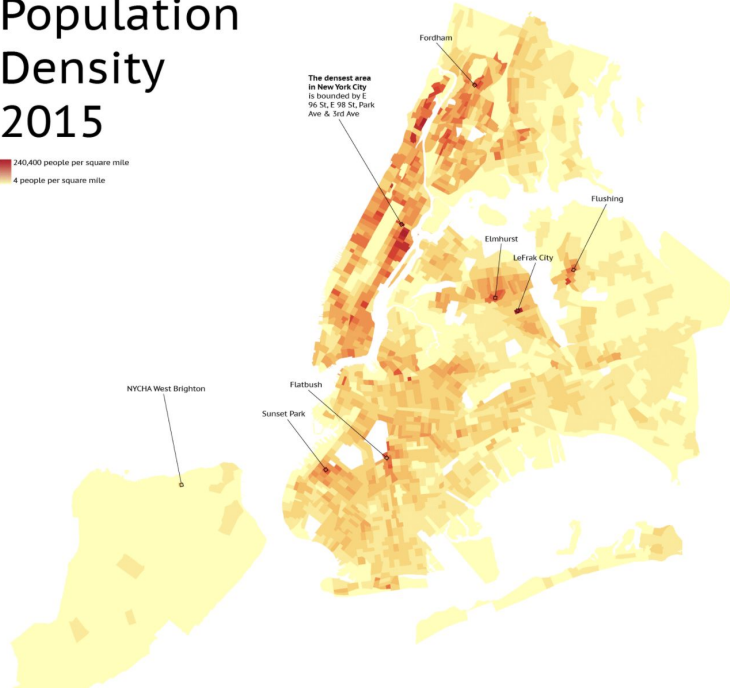 Population
Density
2015
240,400 people per square mile
4 people per square mile
The densest area
in New York City
is bounded by E
96 St, E 98 St, Park
Ave & 3rd Ave
Fordham
Flushing
Elmhurst
LeFrak City
NYCHA West Brighton
Flatbush
Sunset Park